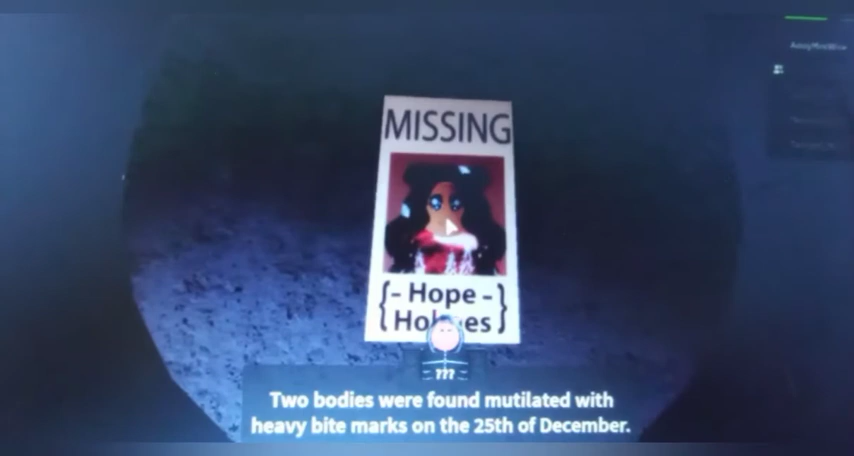 MISSING
{- Hope -}
???
Two bodies were found mutilated with
heavy bite marks on the 25th of December.